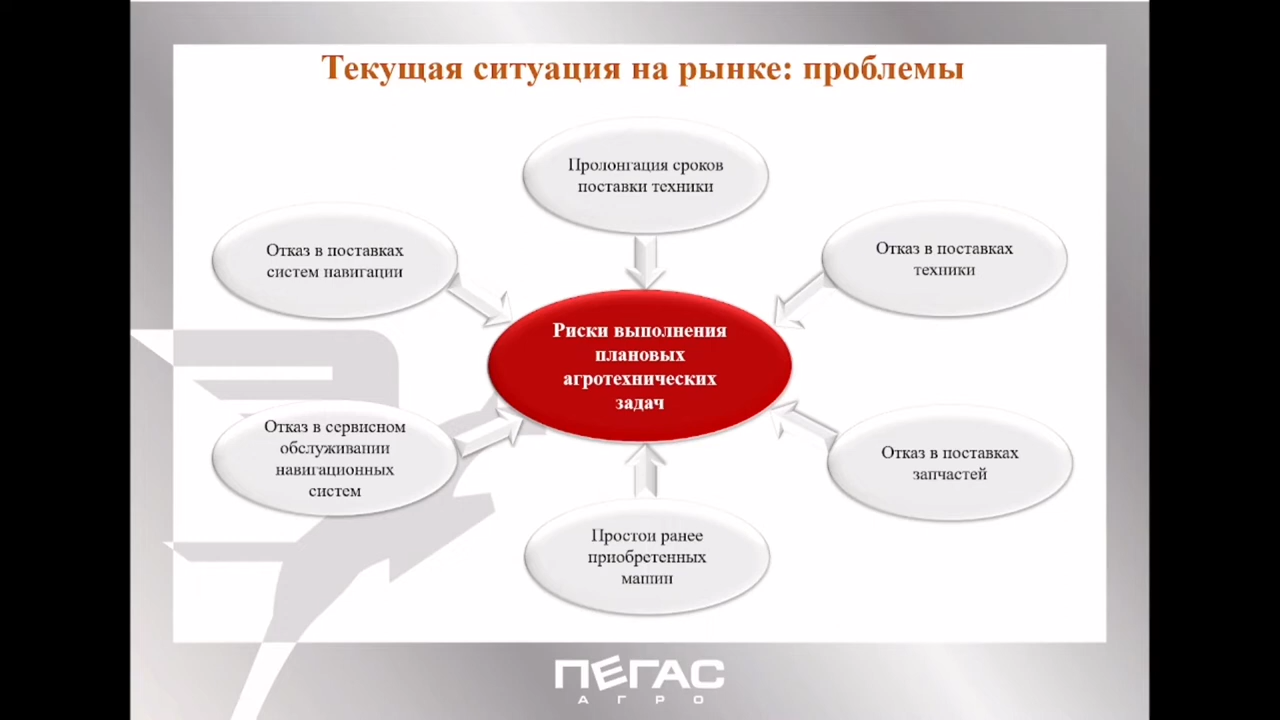 Текущая ситуация на рынке: проблемы
Пролонгация сроков
поставки техники
Отказ в поставках
систем навигации
Отказ в поставках
техники
Риски выполнения
плановых
агротехнических
задач
Отказ в сервисном
обслуживании
навигационных
систем
Отказ в поставках
запчастей
Простои ранее
приобретенных
машин
ПЕГАС
АГРО